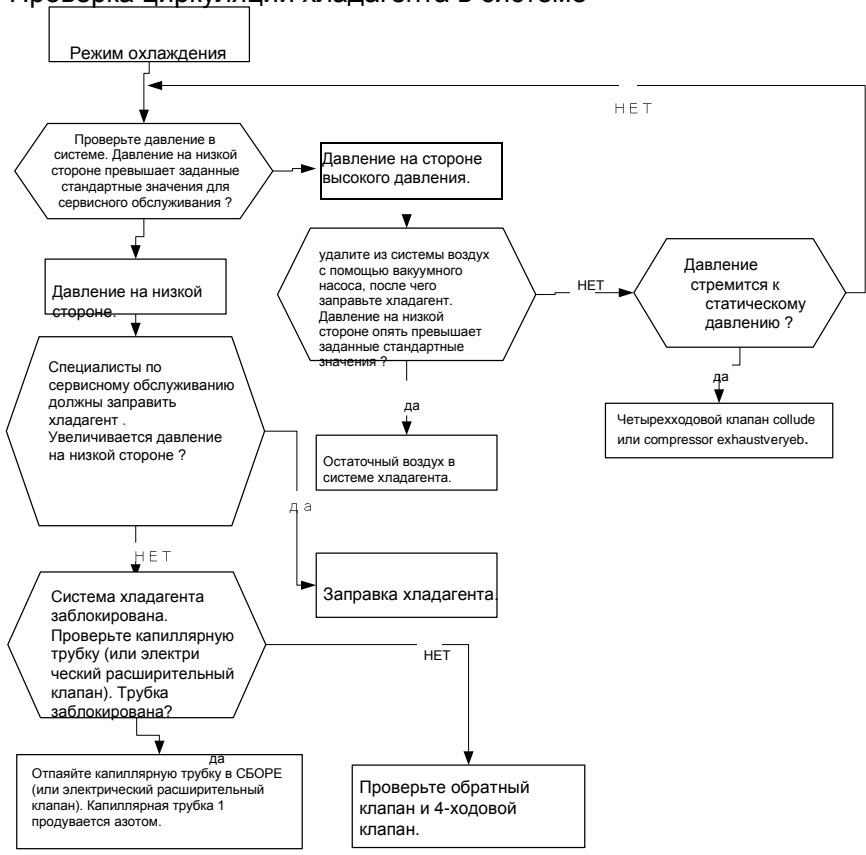 Проверка циркуляции хладагента в системе
Режим охлаждения
НЕТ
Проверьте давление в
системе. Давление на низкой
стороне превышает заданные
стандартные значения для
сервисного обслуживания ?
Давление на стороне
высокого давления.
удалите из системы воздух
с помощью вакуумного
насоса, после чего
заправьте хладагент.
Давление на низкой
стороне опять превышает
заданные стандартные
значения ?
НЕТ
Давление
стремится к
статическому
давлению ?
Давление на низкой
стороне.
да
Четырехходовой клапан collude
или compressor exhaustveryeb.
да
Остаточный воздух в
системе хладагента.
Специалисты по
сервисному обслуживанию
должны заправить
хладагент .
Увеличивается давление
на низкой стороне ?
да
НЕТ
Заправка хладагента.
Система хладагента
заблокирована.
Проверьте капиллярную
трубку (или электри
ческий расширительный
клапан). Трубка
заблокирована?
НЕТ
да
Отпаяйте капиллярную трубку в СБОРЕ
(или электрический расширительный
клапан). Капиллярная трубка 1
продувается азотом.
Проверьте обратный
клапан и 4-ходовой
клапан.